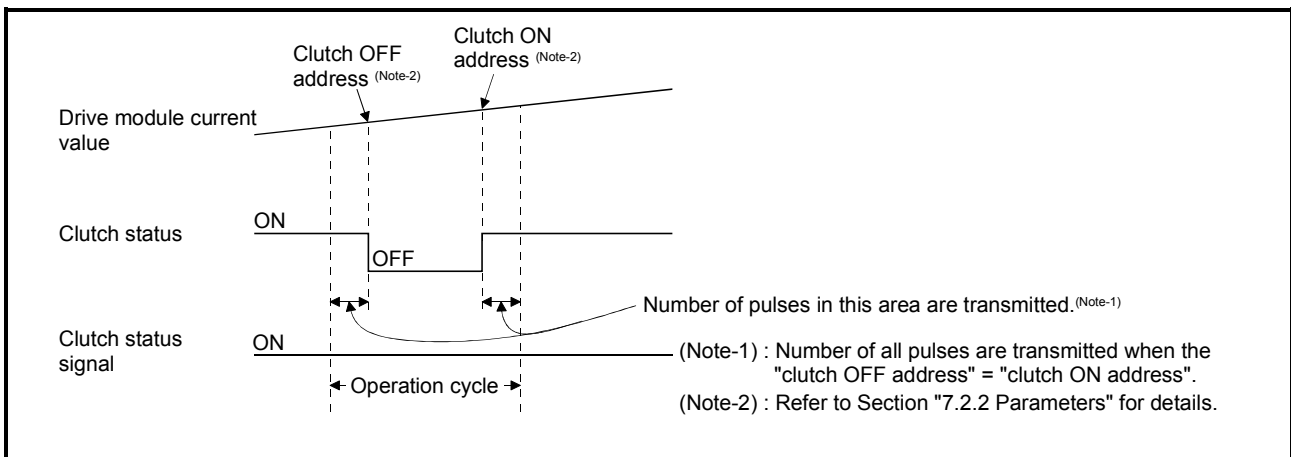 Clutch OFF
address (Note-2)
Clutch ON
address (Note-2)
Drive module current
value
Clutch status
ON
OFF
Number of pulses in this area are transmitted.(Note-1)
Clutch status
signal
ON
Operation cycle
(Note-1) : Number of all pulses are transmitted when the
"clutch OFF address" = "clutch ON address".
(Note-2) : Refer to Section "7.2.2 Parameters" for details.